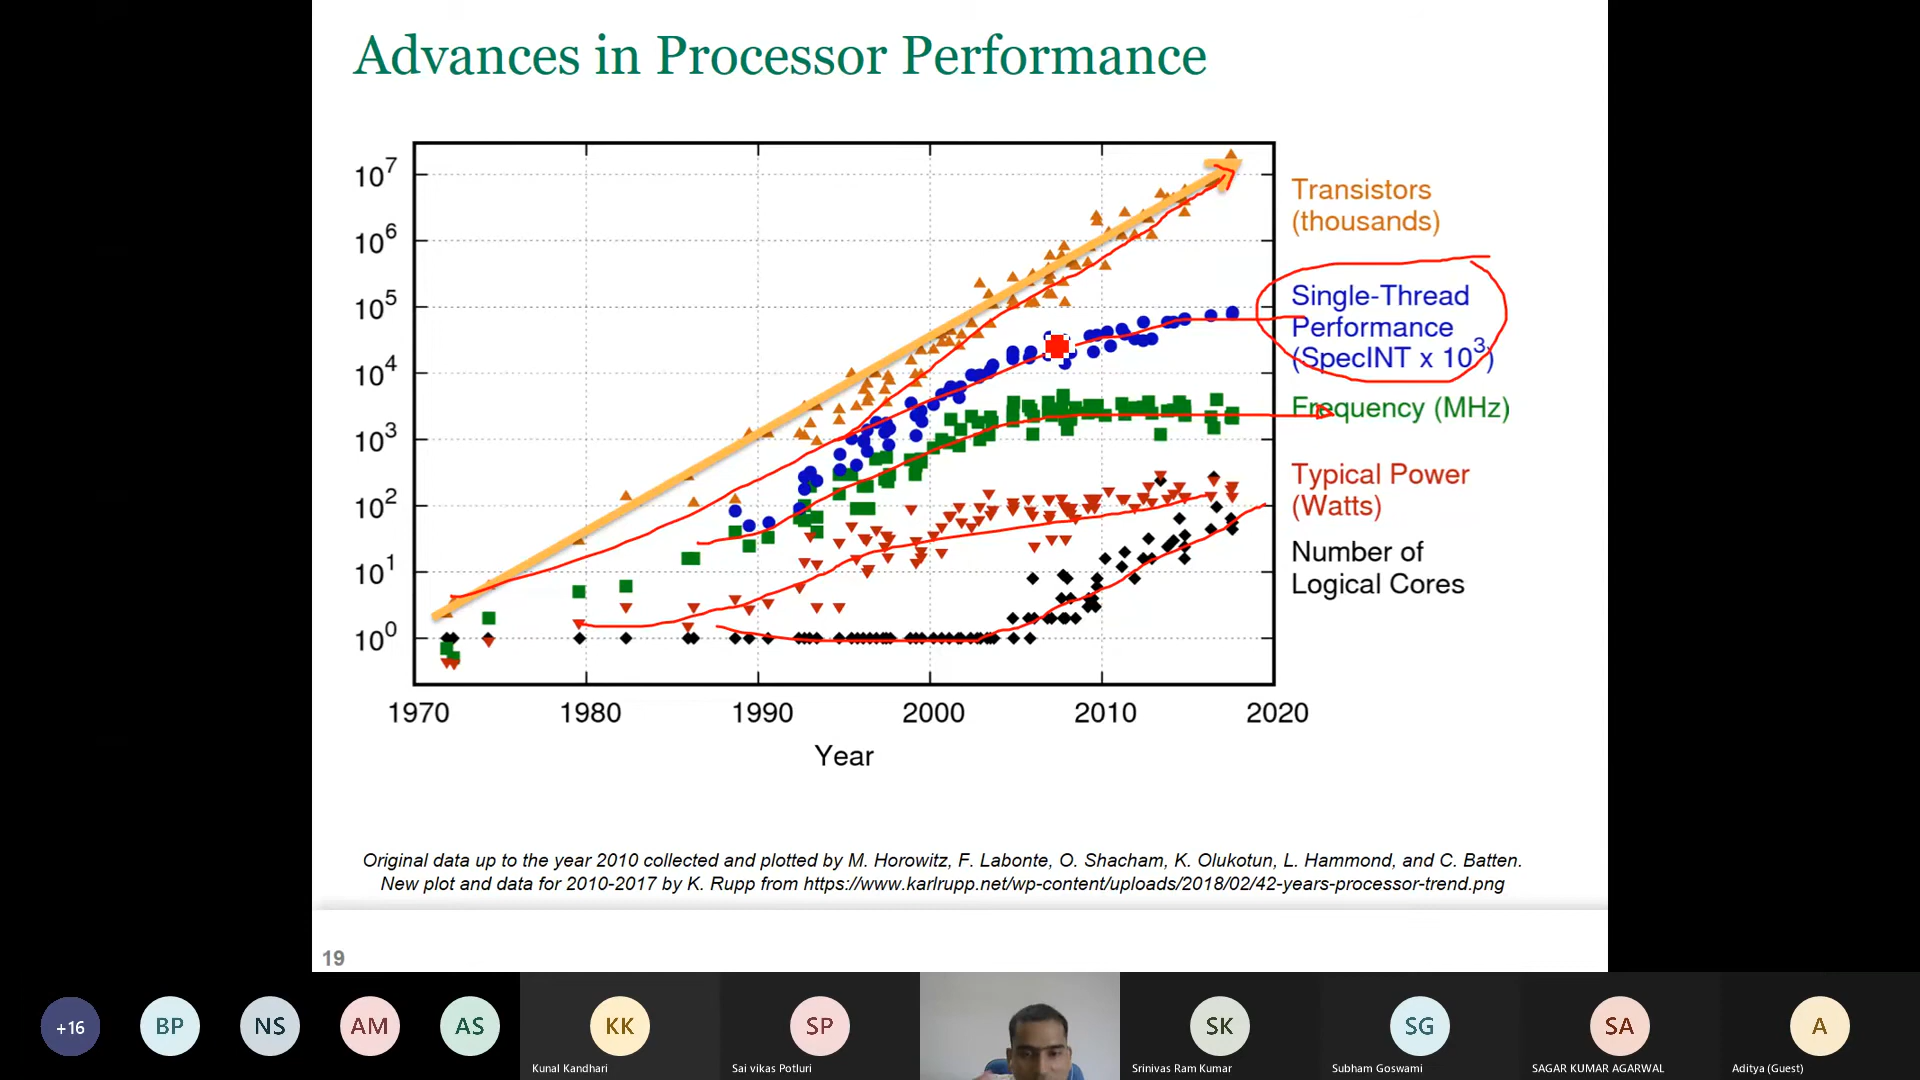 Advances in Processor Performance
10^7
10^6
10^5
10^4
10^3
10^2
10^1
10^0
1970
1980
1990
2000
2010
2020
Year
Transistors
(thousands)
Single-Thread
Performance
(SpecINT x 10^3)
Frequency (MHz)
Typical Power
(Watts)
Number of
Logical Cores
Original data up to the year 2010 collected and plotted by M. Horowitz, F. Labonte, O. Shacham, K. Olukotun, L. Hammond, and C. Batten.
New plot and data for 2010-2017 by K. Rupp from https://www.karlrupp.net/wp-content/uploads/2018/02/42-years-processor-trend.png
19
+16
BP
NS
AM
AS
KK
SP
SK
SG
SA
A
Kunal Kandhari
Sai vikas Potluri
Srinivas Ram Kumar
Subham Goswami
SAGAR KUMAR AGARWAL
Aditya (Guest)